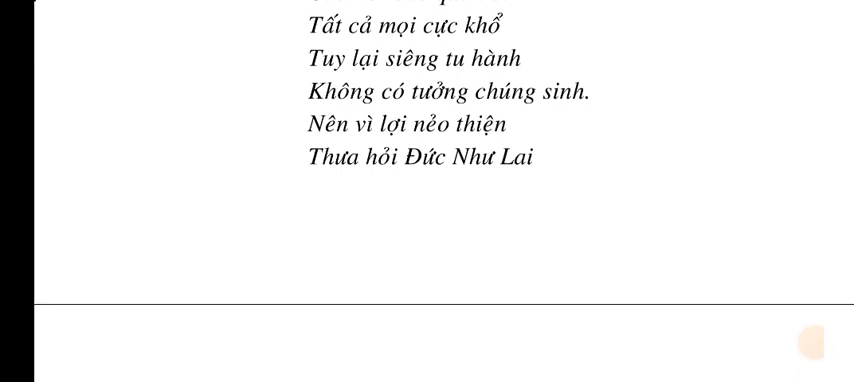 Tất cả mọi cực khổ
Tuy lại siêng tu hành
Không có tưởng chúng sinh.
Nên vì lợi nẻo thiện
Thưa hỏi Đức Như Lai